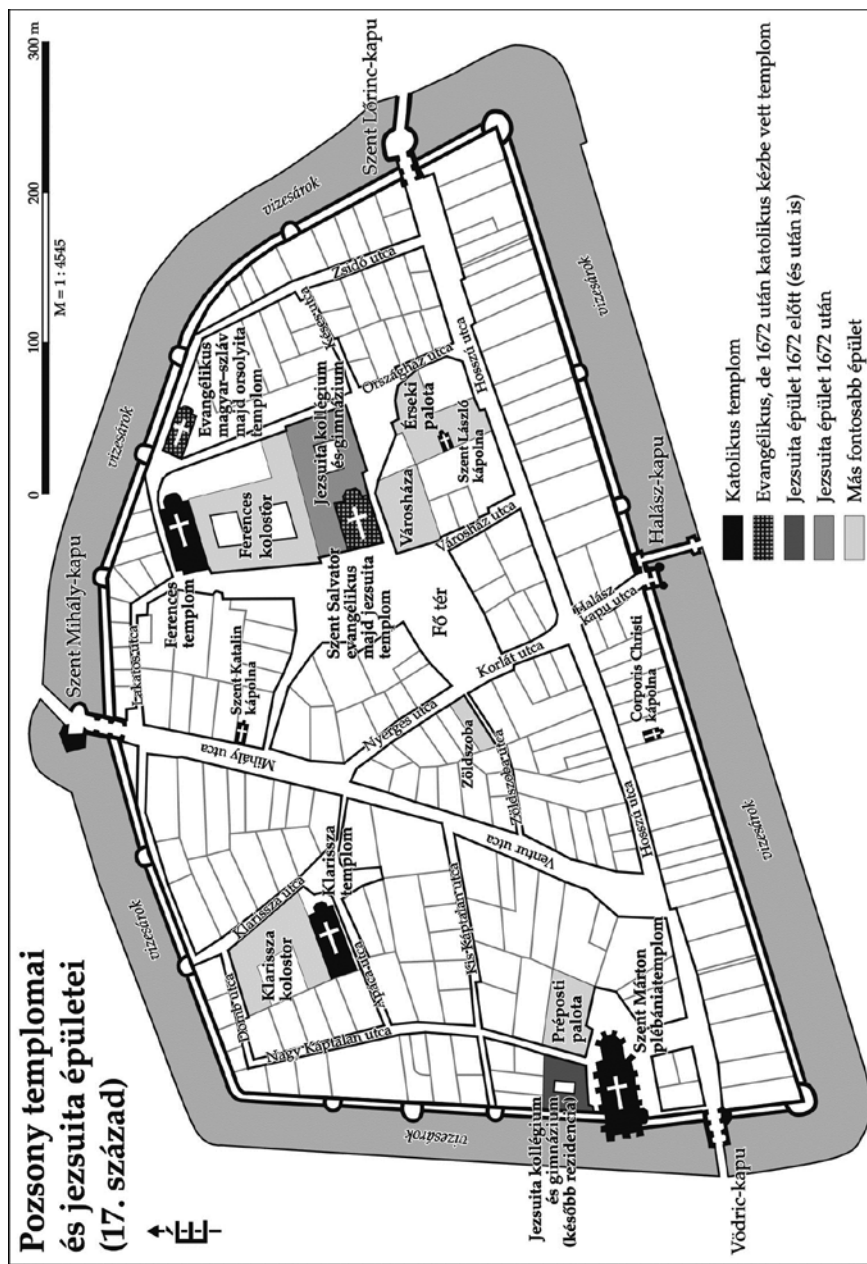 Pozsony templomai
és jezsuita épületei
(17. század)
É
0 100 200 300 m
M = 1 : 4545
Szent Mihály-kapu
Szent Lőrinc-kapu
Halász-kapu
Vödric-kapu
vizesárok
vizesárok
vizesárok
vizesárok
vizesárok
vizesárok
Lakatos utca
Ferences
templom
Ferences
kolostor
Evangélikus
magyar–szláv
majd orsolyita
templom
Jezsuita kollégium
és gimnázium
Szent Salvator
evangélikus
majd jezsuita
templom
Szent Katalin
kápolna
Mihály utca
Késes utca
Zsidó utca
Országház utca
Érseki
palota
Szent László
kápolna
Városháza
Városház utca
Fő tér
Hosszú utca
Nyerges utca
Korlát utca
Zöldszoba
Zöldszoba utca
Ventur utca
Halász
kapu utca
Corporis Christi
kápolna
Hosszú utca
Klarissza utca
Klarissza
templom
Klarissza
kolostor
Domb utca
Apáca utca
Nagy Káptalan utca
Kis Káptalan utca
Préposti
palota
Szent Márton
plébániatemplom
Jezsuita kollégium
és gimnázium
(később rezidencia)
Katolikus templom
Evangélikus, de 1672 után katolikus kézbe vett templom
Jezsuita épület 1672 előtt (és után is)
Jezsuita épület 1672 után
Más fontosabb épület